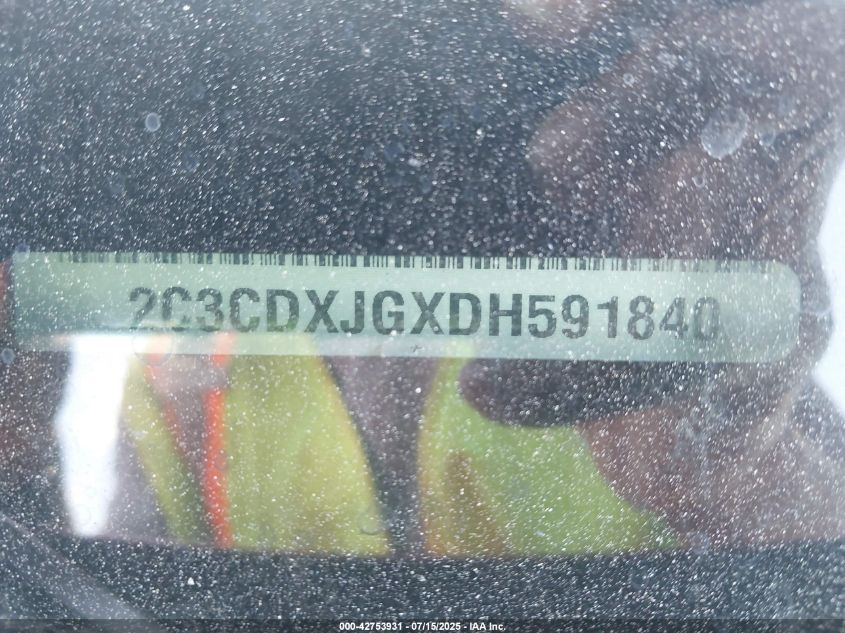 2C3CDXJGXDH591840
000-42753931 - 07/15/2025 - IAA Inc.